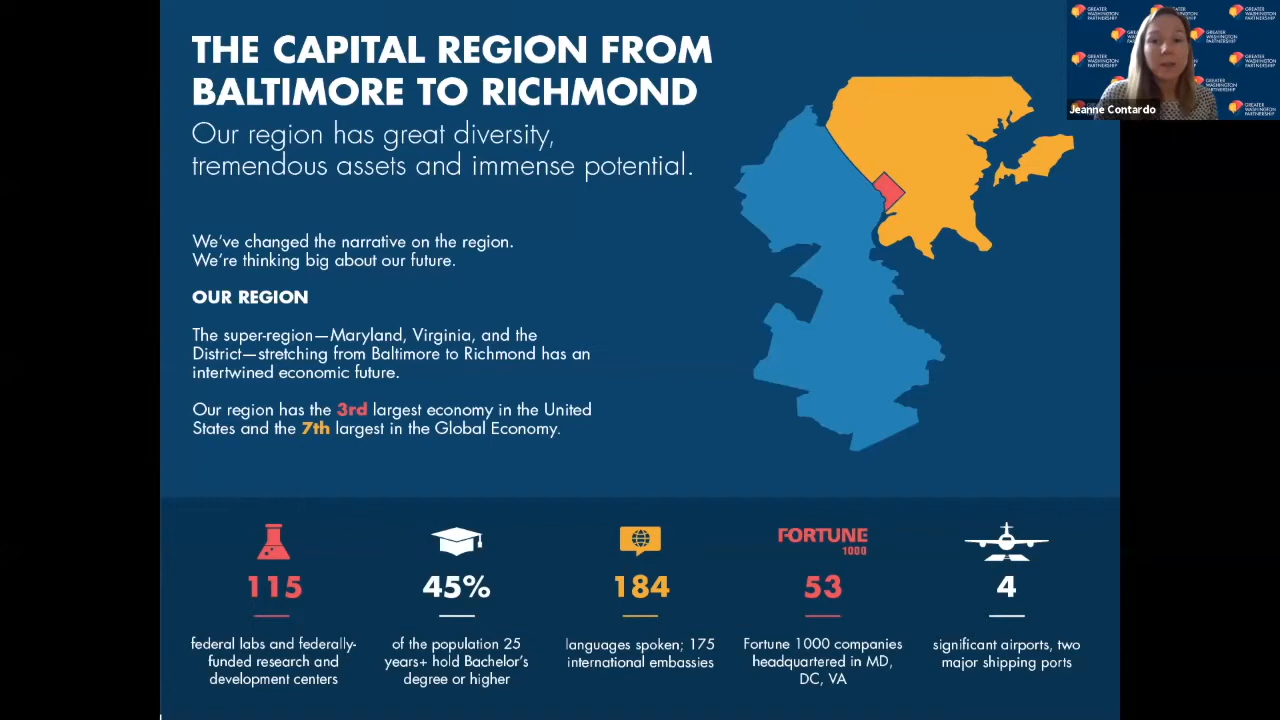 THE CAPITAL REGION FROM
BALTIMORE TO RICHMOND
Our region has great diversity,
tremendous assets and immense potential.
We've changed the narrative on the region.
We're thinking big about our future.
OUR REGION
The super-region—Maryland, Virginia, and the
District—stretching from Baltimore to Richmond has an
intertwined economic future.
Our region has the 3rd largest economy in the United
States and the 7th largest in the Global Economy.
115
federal labs and federally-
funded research and
development centers
45%
of the population 25
years+ hold Bachelor's
degree or higher
184
languages spoken; 175
international embassies
FORTUNE
1000
53
Fortune 1000 companies
headquartered in MD,
DC, VA
4
significant airports, two
major shipping ports
GREATER
WASHINGTON
PARTNERSHIP
Jeanne Contardo